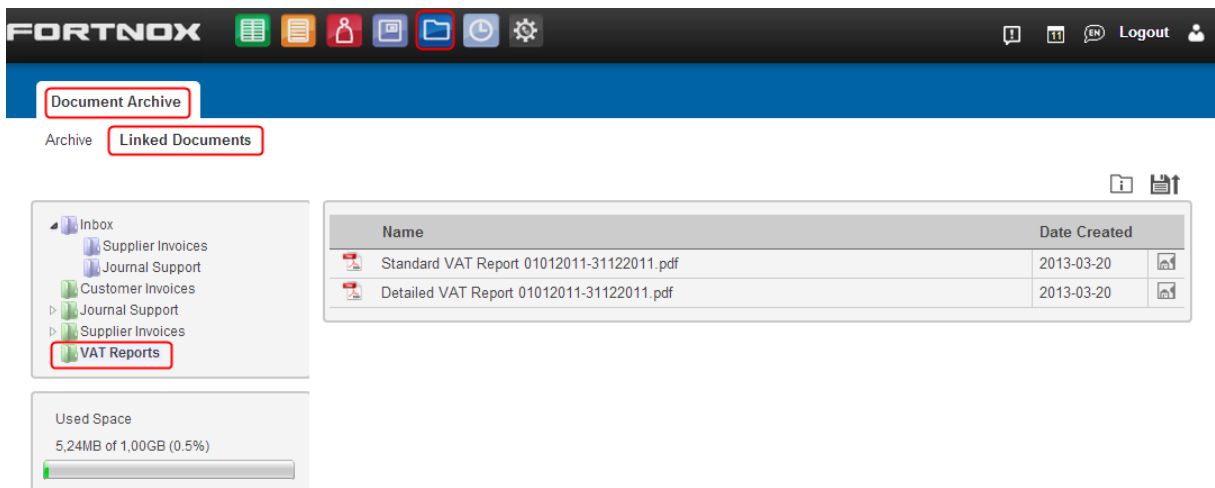 FORTNOX
11 EN Logout
Document Archive
Archive Linked Documents
Inbox
Supplier Invoices
Journal Support
Customer Invoices
Journal Support
Supplier Invoices
VAT Reports
Name Date Created
Standard VAT Report 01012011-31122011.pdf 2013-03-20
Detailed VAT Report 01012011-31122011.pdf 2013-03-20
Used Space
5,24MB of 1,00GB (0.5%)